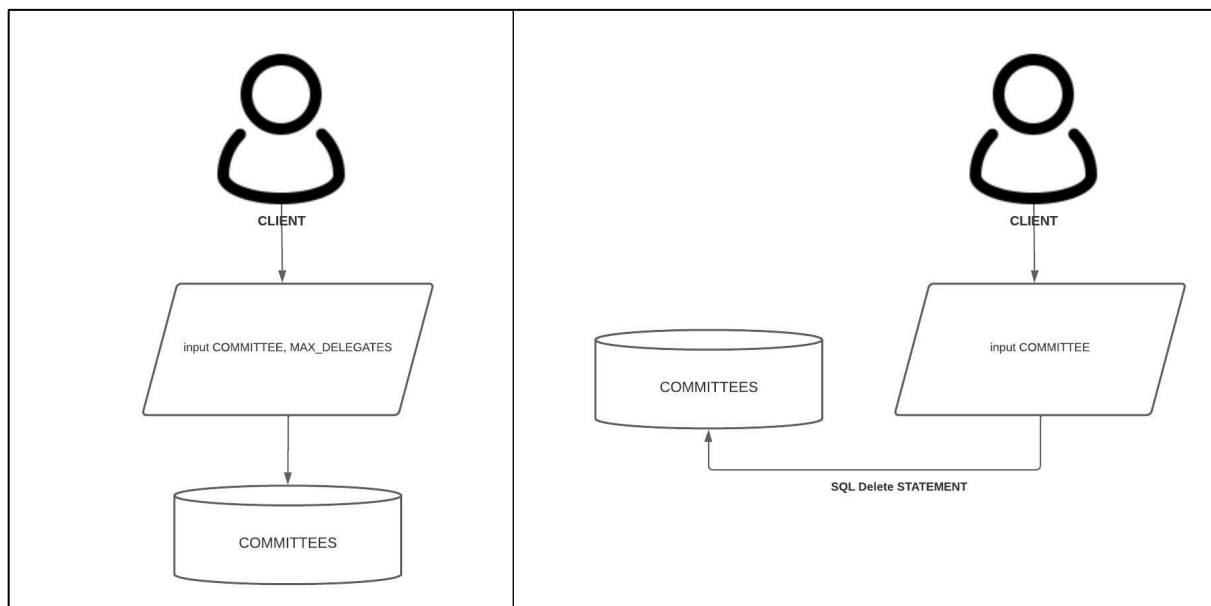 CLIENT
input COMMITTEE, MAX_DELEGATES
COMMITTEES
CLIENT
input COMMITTEE
COMMITTEES
SQL Delete STATEMENT